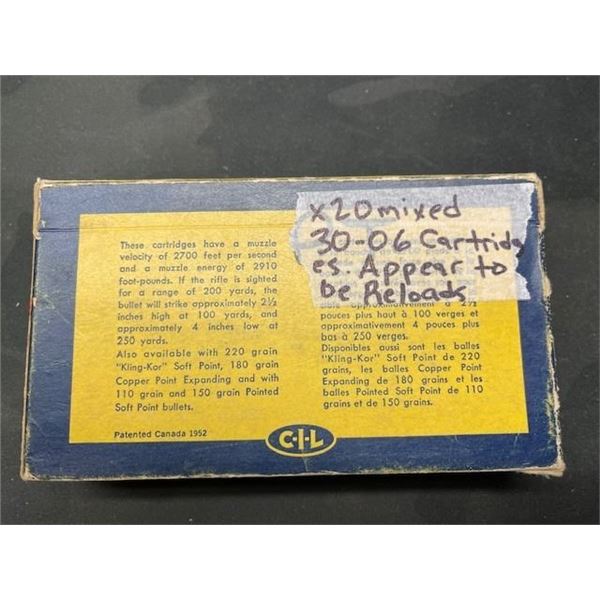 x20 mixed
30-06 Cartridg
es. Appear to
be Reloads
These cartridges have a muzzle
velocity of 2700 feet per second
and a muzzle energy of 2910
foot-pounds. If the rifle is sighted
for a range of 200 yards, the
bullet will strike approximately 2½
inches high at 100 yards, and
approximately 4 inches low at
250 yards.
Also available with 220 grain
"Kling-Kor" Soft Point, 180 grain
Copper Point Expanding and with
110 grain and 150 grain Pointed
Soft Point bullets.
approximativement à 2½
pouces plus haut à 100 verges et
approximativement 4 pouces plus
bas à 250 verges.
Disponibles aussi sont les balles
"Kling-Kor" Soft Point de 220
grains, les balles Copper Point
Expanding de 180 grains et les
balles Pointed Soft Point de 110
grains et de 150 grains.
Patented Canada 1952
C-I-L